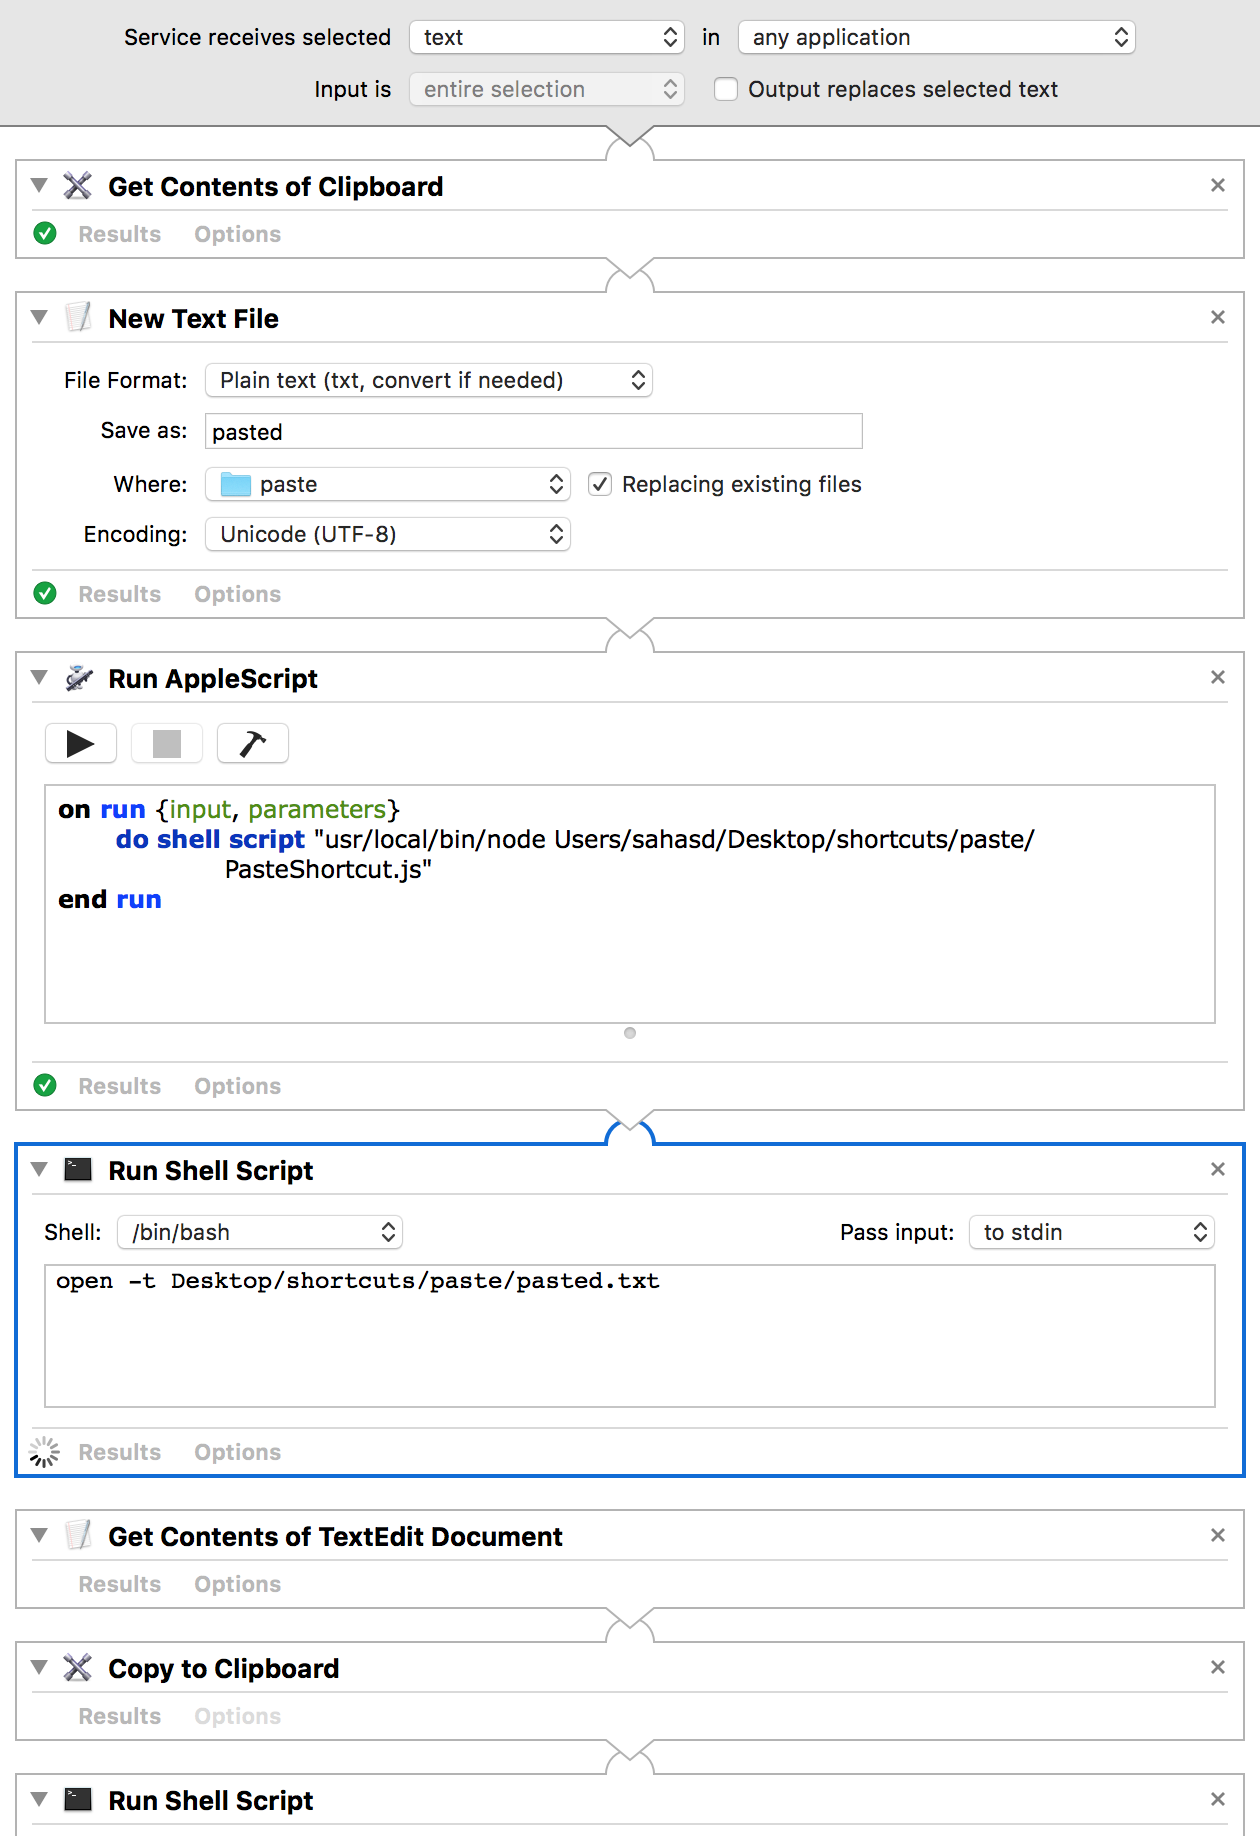 Service receives selected text in any application
Input is entire selection Output replaces selected text
Get Contents of Clipboard
Results Options
New Text File
File Format: Plain text (txt, convert if needed)
Save as: pasted
Where: paste Replacing existing files
Encoding: Unicode (UTF-8)
Results Options
Run AppleScript
on run {input, parameters}
do shell script "usr/local/bin/node Users/sahasd/Desktop/shortcuts/paste/
PasteShortcut.js"
end run
Results Options
Run Shell Script
Shell: /bin/bash Pass input: to stdin
open -t Desktop/shortcuts/paste/pasted.txt
Results Options
Get Contents of TextEdit Document
Results Options
Copy to Clipboard
Results Options
Run Shell Script